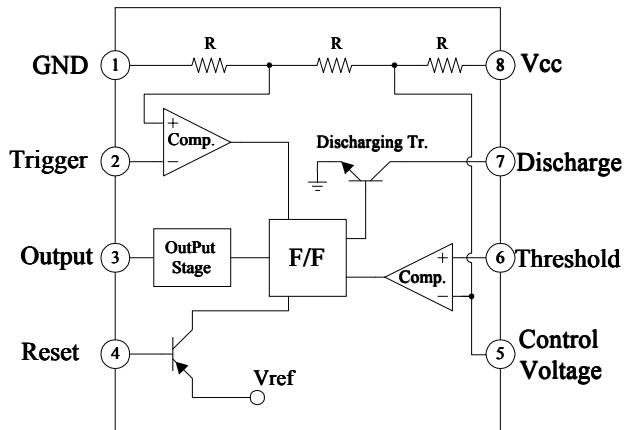 R R R
GND 1 8 Vcc
+
Comp.
−
Discharging Tr.
Trigger 2 7 Discharge
Output 3 OutPut
Stage
F/F
+
Comp.
−
6 Threshold
Reset 4 5 Control
Voltage
Vref